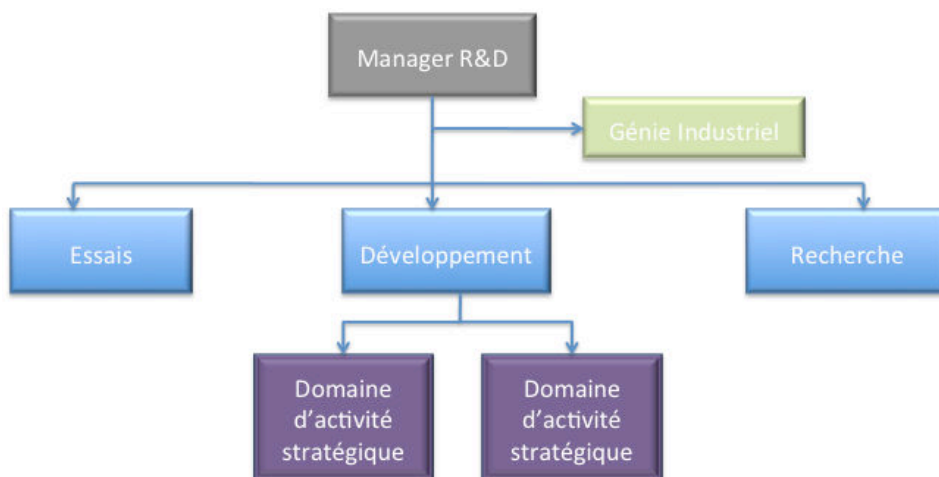 Manager R&D
Génie Industriel
Essais
Développement
Recherche
Domaine
d’activité
stratégique
Domaine
d’activité
stratégique